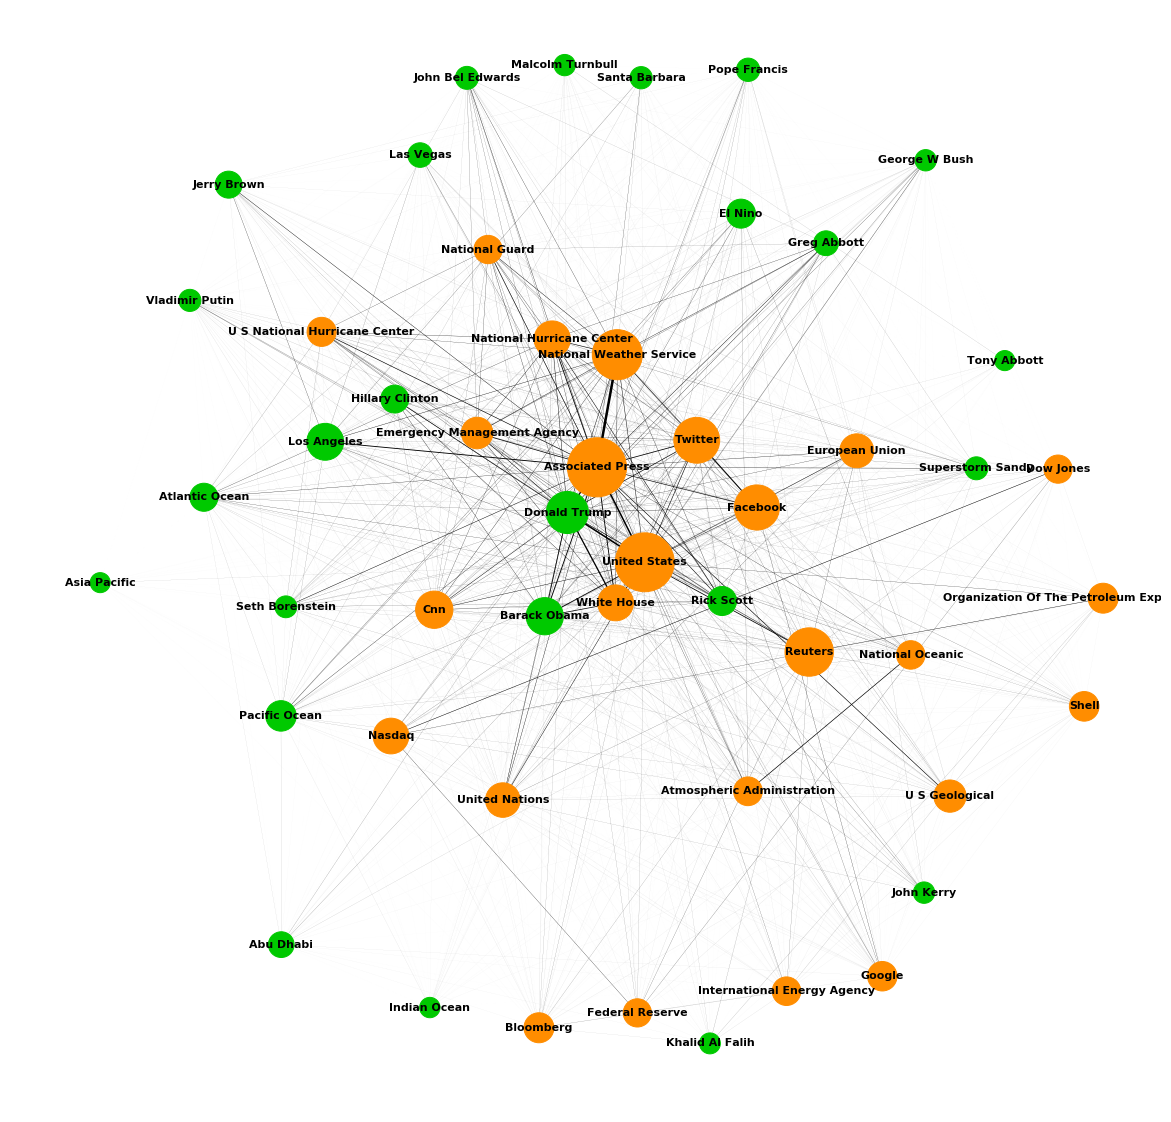 Malcolm Turnbull
Pope Francis
John Bel Edwards
Santa Barbara
Las Vegas
George W Bush
Jerry Brown
El Nino
Greg Abbott
National Guard
Vladimir Putin
U S National Hurricane Center
National Hurricane Center
National Weather Service
Tony Abbott
Hillary Clinton
Emergency Management Agency
Los Angeles
Twitter
European Union
Associated Press
Superstorm Sandy
Dow Jones
Atlantic Ocean
Facebook
Donald Trump
United States
Asia Pacific
Organization Of The Petroleum Exp
Seth Borenstein
Cnn
White House
Rick Scott
Barack Obama
Reuters
National Oceanic
Shell
Pacific Ocean
Nasdaq
Atmospheric Administration
U S Geological
United Nations
John Kerry
Abu Dhabi
Google
International Energy Agency
Indian Ocean
Federal Reserve
Bloomberg
Khalid Al Falih